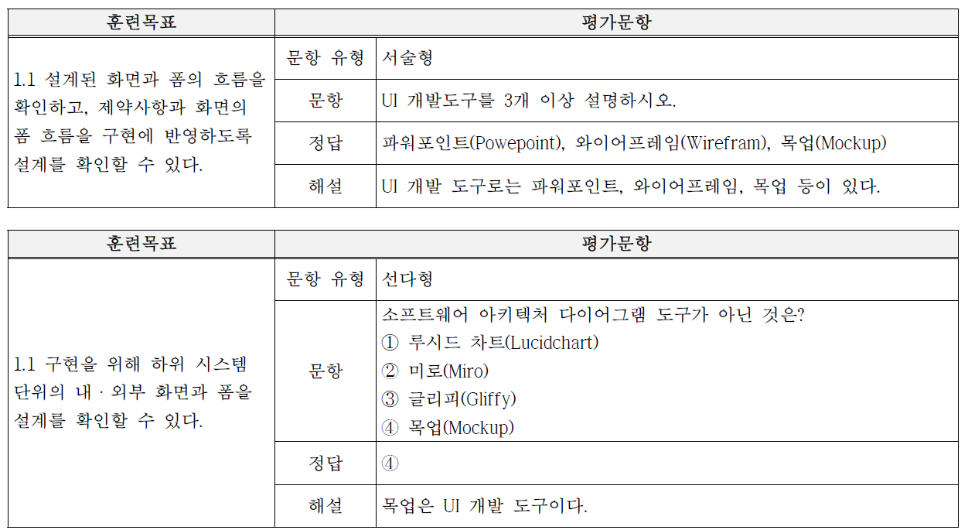 훈련목표 평가문항
1.1 설계된 화면과 폼의 흐름을
확인하고, 제약사항과 화면의
폼 흐름을 구현에 반영하도록
설계를 확인할 수 있다.
문항 유형 서술형
문항 UI 개발도구를 3개 이상 설명하시오.
정답 파워포인트(Powepoint), 와이어프레임(Wirefram), 목업(Mockup)
해설 UI 개발 도구로는 파워포인트, 와이어프레임, 목업 등이 있다.
훈련목표 평가문항
1.1 구현을 위해 하위 시스템
단위의 내·외부 화면과 폼을
설계를 확인할 수 있다.
문항 유형 선다형
문항
소프트웨어 아키텍처 다이어그램 도구가 아닌 것은?
① 루시드 차트(Lucidchart)
② 미로(Miro)
③ 글리피(Gliffy)
④ 목업(Mockup)
정답 ④
해설 목업은 UI 개발 도구이다.